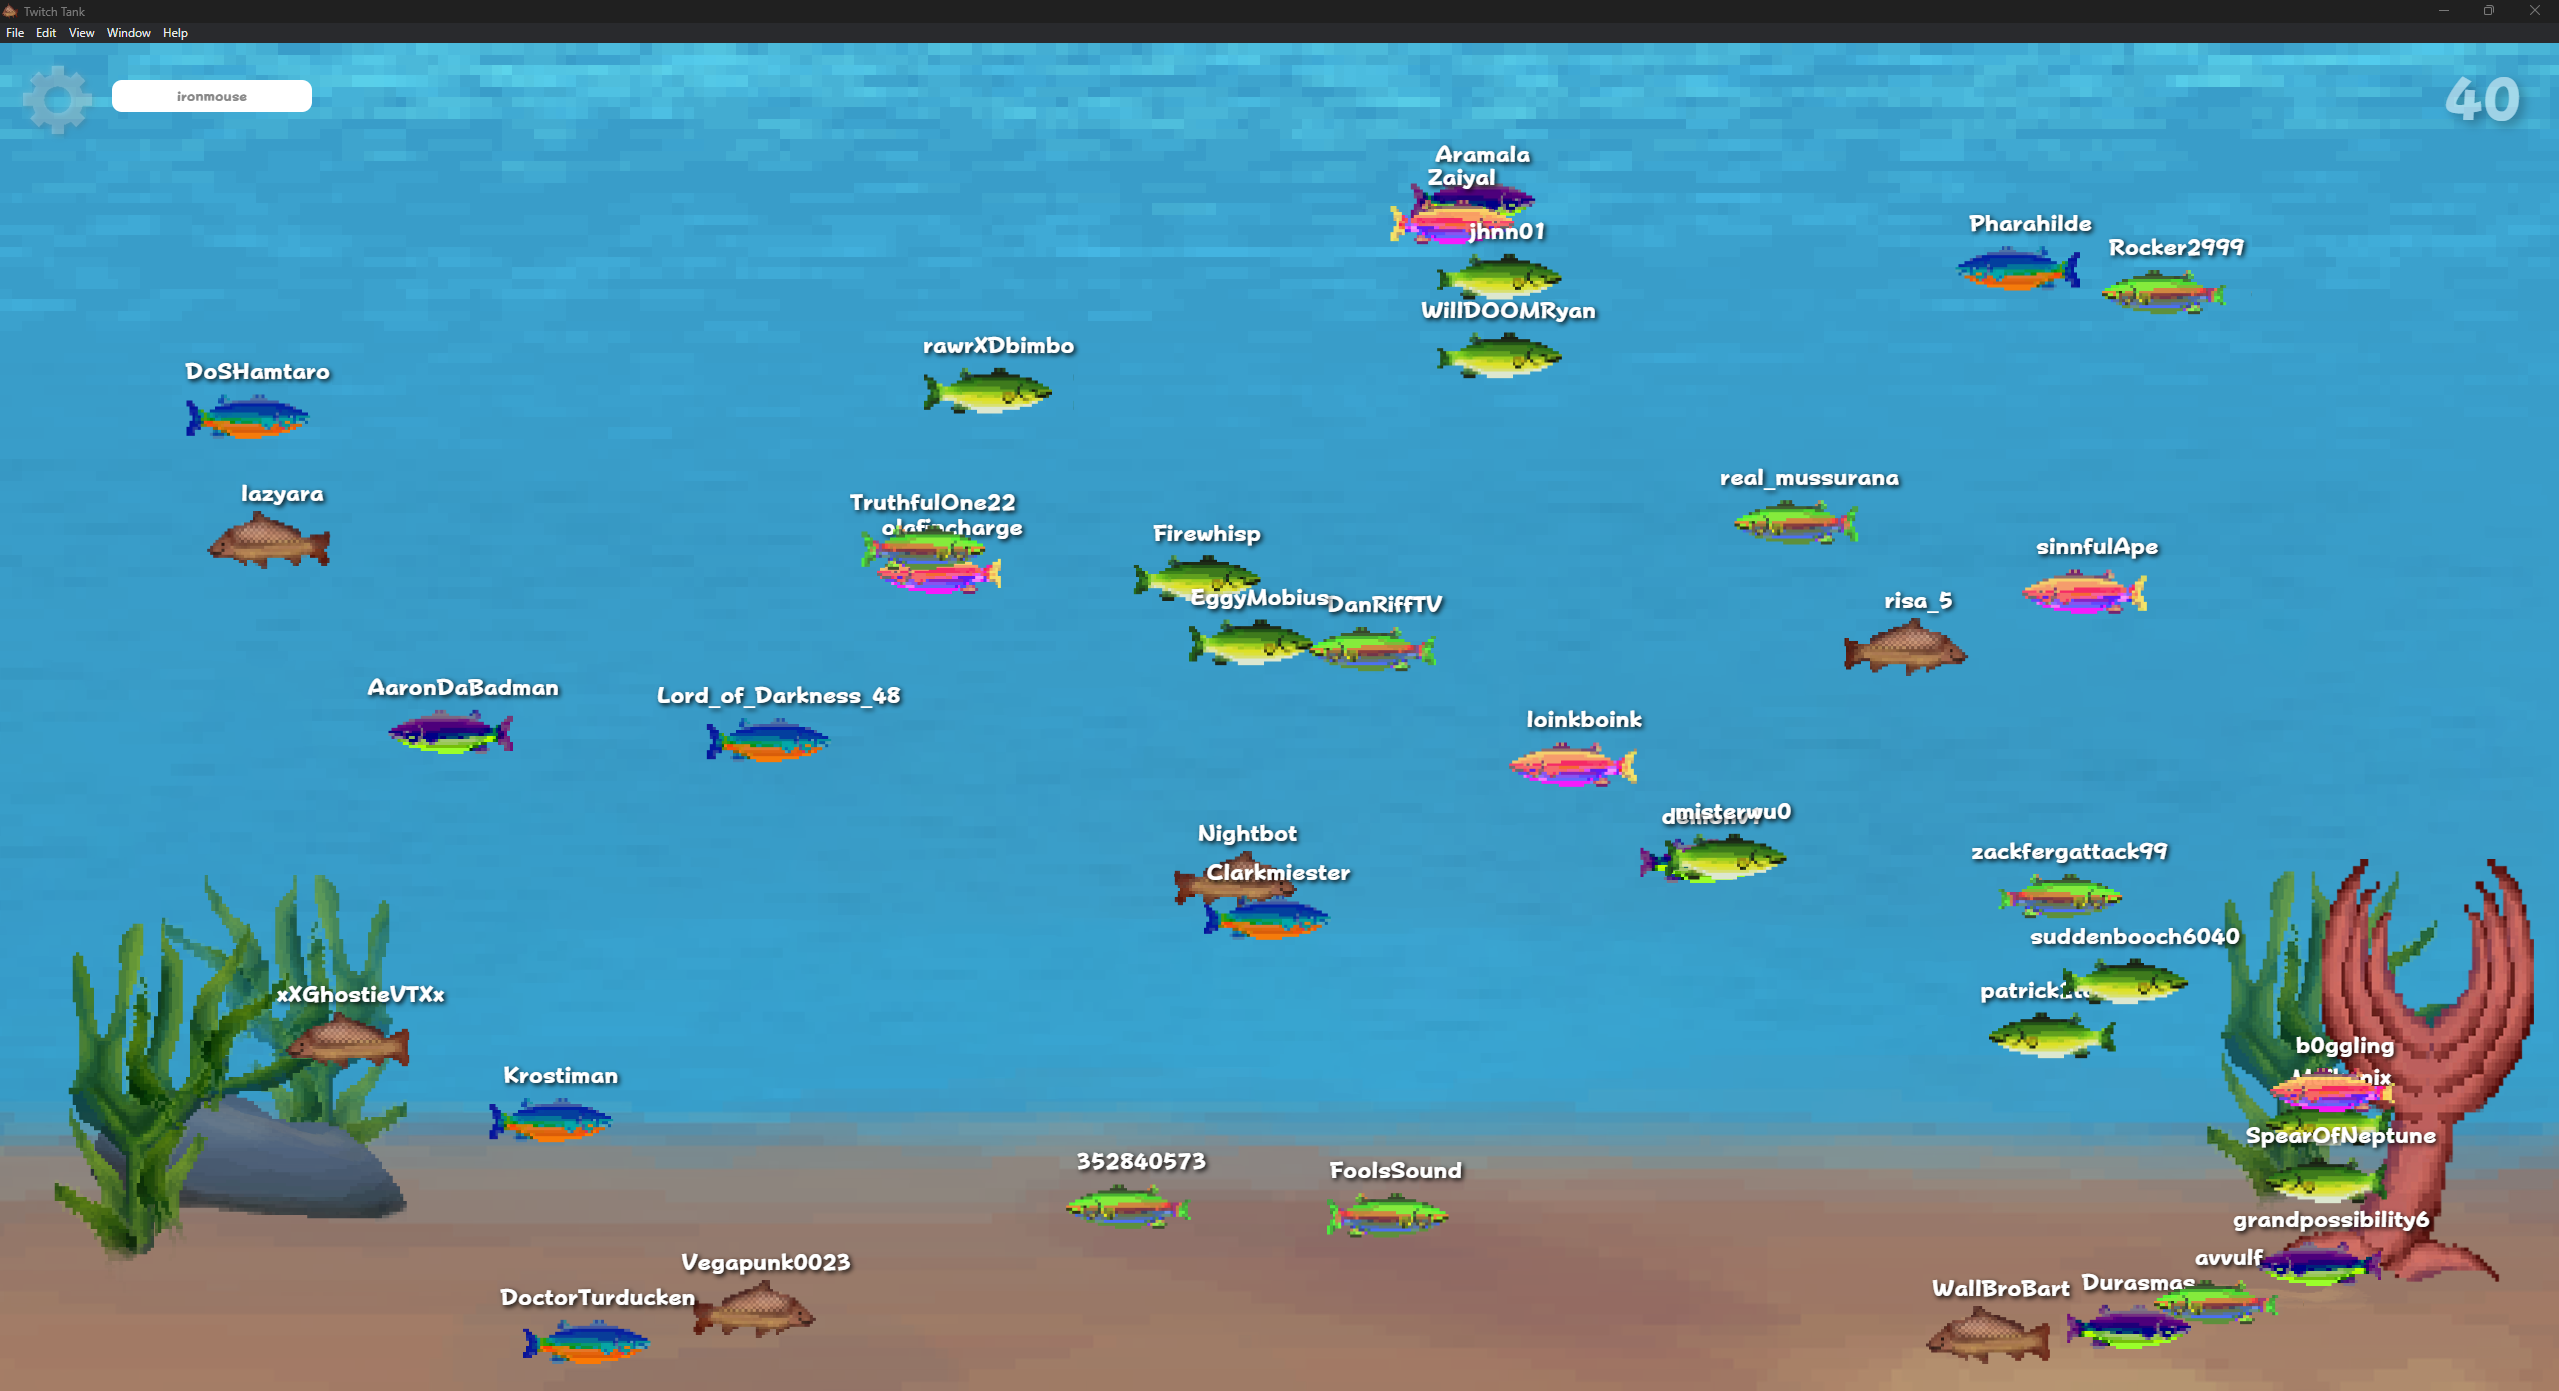 Twitch Tank
File Edit View Window Help
ironmouse
40
Aramala
Zaiyal
jhnn01
Pharahilde
Rocker2999
WillDOOMRyan
rawrXDbimbo
DoSHamtaro
real_mussurana
lazyara
TruthfulOne22
olafincharge
Firewhisp
sinnfulApe
EggyMobius
DanRiffTV
risa_5
AaronDaBadman
Lord_of_Darkness_48
loinkboink
misterwu0
Nightbot
zackfergattack99
Clarkmiester
suddenbooch6040
xXGhostieVTXx
b0ggling
Krostiman
SpearOfNeptune
352840573
FoolsSound
grandpossibility6
avvulf
Vegapunk0023
Durasmas
WallBroBart
DoctorTurducken